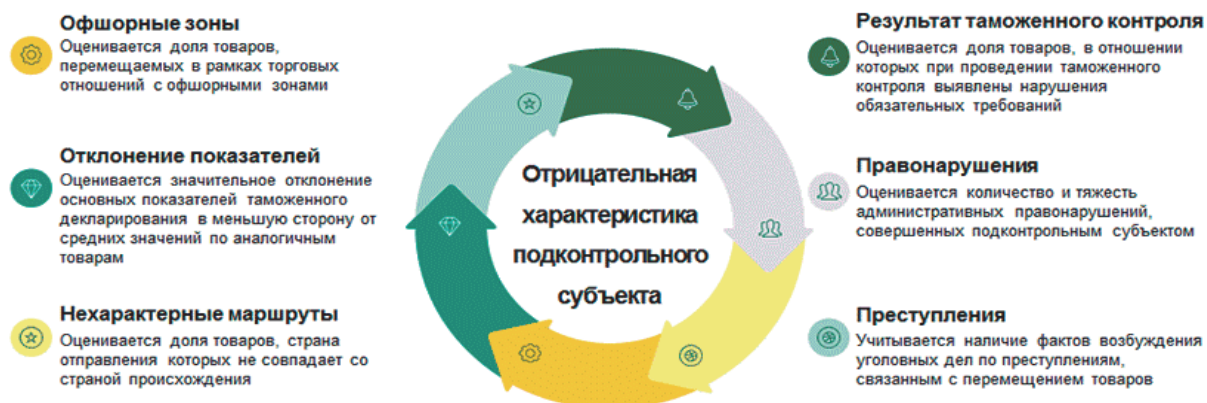 Офшорные зоны
Оценивается доля товаров,
перемещаемых в рамках торговых
отношений с офшорными зонами
Отклонение показателей
Оценивается значительное отклонение
основных показателей таможенного
декларирования в меньшую сторону от
средних значений по аналогичным
товарам
Нехарактерные маршруты
Оценивается доля товаров, страна
отправления которых не совпадает со
страной происхождения
Отрицательная
характеристика
подконтрольного
субъекта
Результат таможенного контроля
Оценивается доля товаров, в отношении
которых при проведении таможенного
контроля выявлены нарушения
обязательных требований
Правонарушения
Оценивается количество и тяжесть
административных правонарушений,
совершенных подконтрольным субъектом
Преступления
Учитывается наличие фактов возбуждения
уголовных дел по преступлениям,
связанным с перемещением товаров